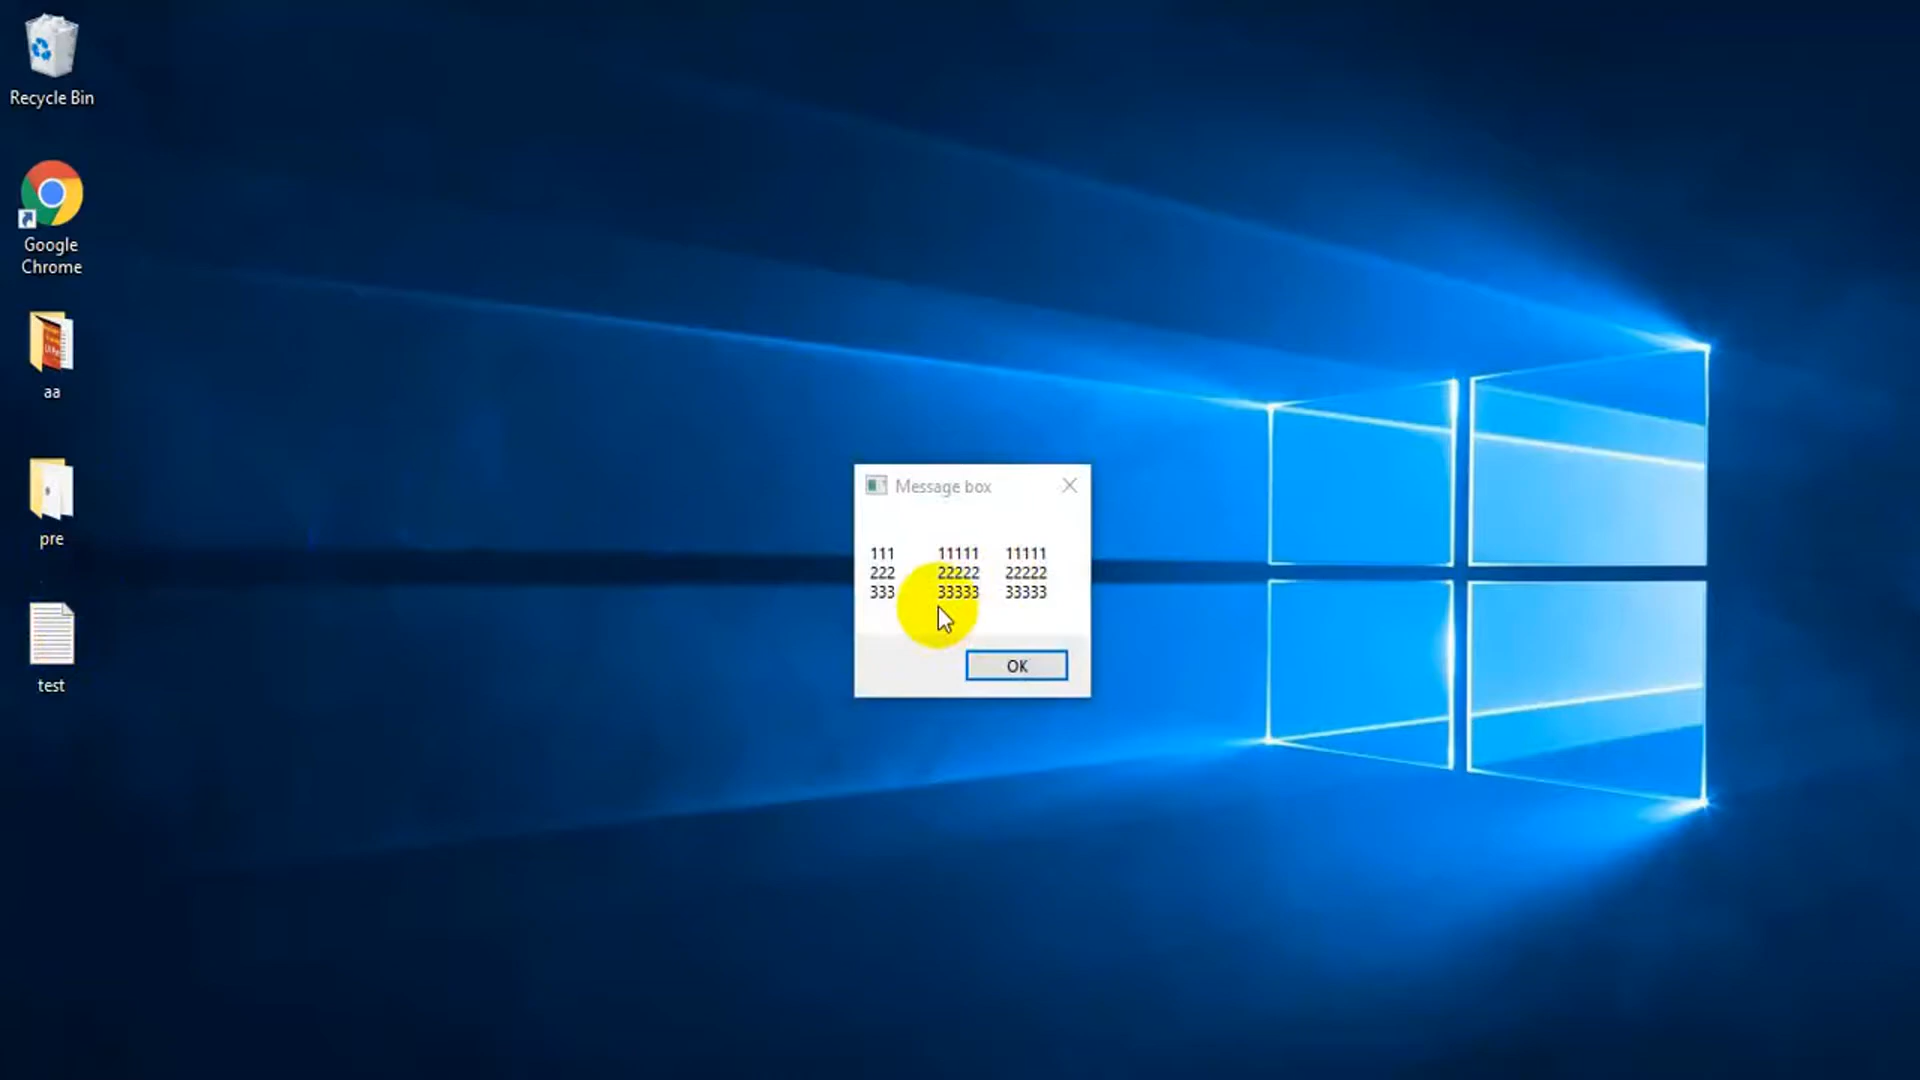 Recycle Bin
Google
Chrome
aa
pre
test
Message box
111 11111 11111
222 22222 22222
333 33333 33333
OK